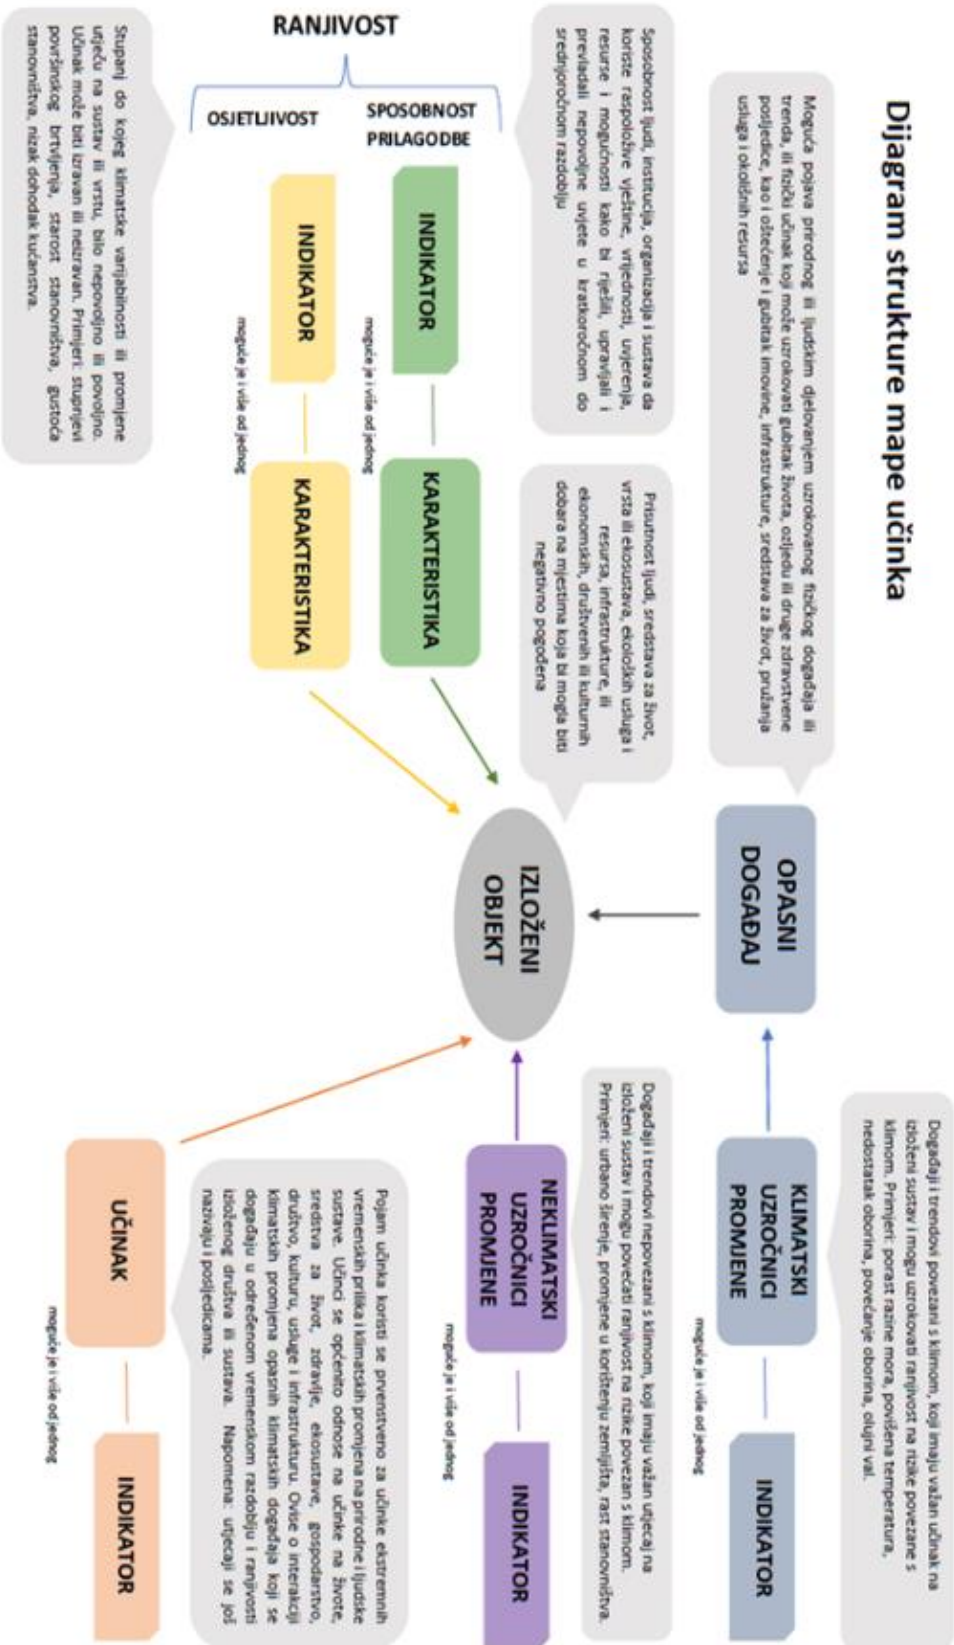 Dijagram strukture mape učinka
Moguća pojava prirodnog ili ljudskim djelovanjem uzrokovanog fizičkog događaja ili
trenda, ili fizički učinak koji može uzrokovati gubitak života, ozljedu ili druge zdravstvene
posljedice, kao i oštećenje i gubitak imovine, infrastrukture, sredstava za život, pružanja
usluga i okolišnih resursa
Događaji i trendovi povezani s klimom, koji imaju važan učinak na
izloženi sustav i mogu uzrokovati ranjivost na rizike povezane s
klimom. Primjeri: porast razine mora, povišena temperatura,
nedostatak oborina, povećanje oborina, olujni val.
OPASNI
DOGAĐAJ
KLIMATSKI
UZROČNICI
PROMJENE
INDIKATOR
moguće je i više od jednog
Sposobnost ljudi, institucija, organizacija i sustava da
koriste raspoložive vještine, vrijednosti, uvjerenja,
resurse i mogućnosti kako bi riješili, upravljali i
prevladali nepovoljne uvjete u kratkoročnom do
srednjoročnom razdoblju
Prisutnost ljudi, sredstava za život,
vrsta ili ekosustava, ekoloških usluga i
resursa, infrastrukture, ili
ekonomskih, društvenih ili kulturnih
dobara na mjestima koja bi mogla biti
negativno pogođena
Događaji i trendovi nepovezani s klimom, koji imaju važan utjecaj na
izloženi sustav i mogu povećati ranjivost na rizike povezan s klimom.
Primjeri: urbano širenje, promjene u korištenju zemljišta, rast stanovništva.
RANJIVOST
SPOSOBNOST
PRILAGODBE
INDIKATOR
KARAKTERISTIKA
moguće je i više od jednog
IZLOŽENI
OBJEKT
NEKLIMATSKI
UZROČNICI
PROMJENE
INDIKATOR
moguće je i više od jednog
OSJETLJIVOST
INDIKATOR
KARAKTERISTIKA
moguće je i više od jednog
Pojam učinka koristi se prvenstveno za učinke ekstremnih
vremenskih prilika i klimatskih promjena na prirodne i ljudske
sustave. Učinci se općenito odnose na učinke na živote,
sredstva za život, zdravlje, ekosustave, gospodarstvo,
društvo, kulturu, usluge i infrastrukturu. Ovise o interakciji
klimatskih promjena opasnih klimatskih događaja koji se
događaju u određenom vremenskom razdoblju i ranjivosti
izloženog društva ili sustava. Napomena: utjecaji se još
nazivaju i posljedicama.
Stupanj do kojeg klimatske varijabilnosti ili promjene
utječu na sustav ili vrstu, bilo nepovoljno ili povoljno.
Učinak može biti izravan ili neizravan. Primjeri: stupnjevi
površinskog brtvljenja, starost stanovništva, gustoća
stanovništva, nizak dohodak kućanstva.
UČINAK
INDIKATOR
moguće je i više od jednog